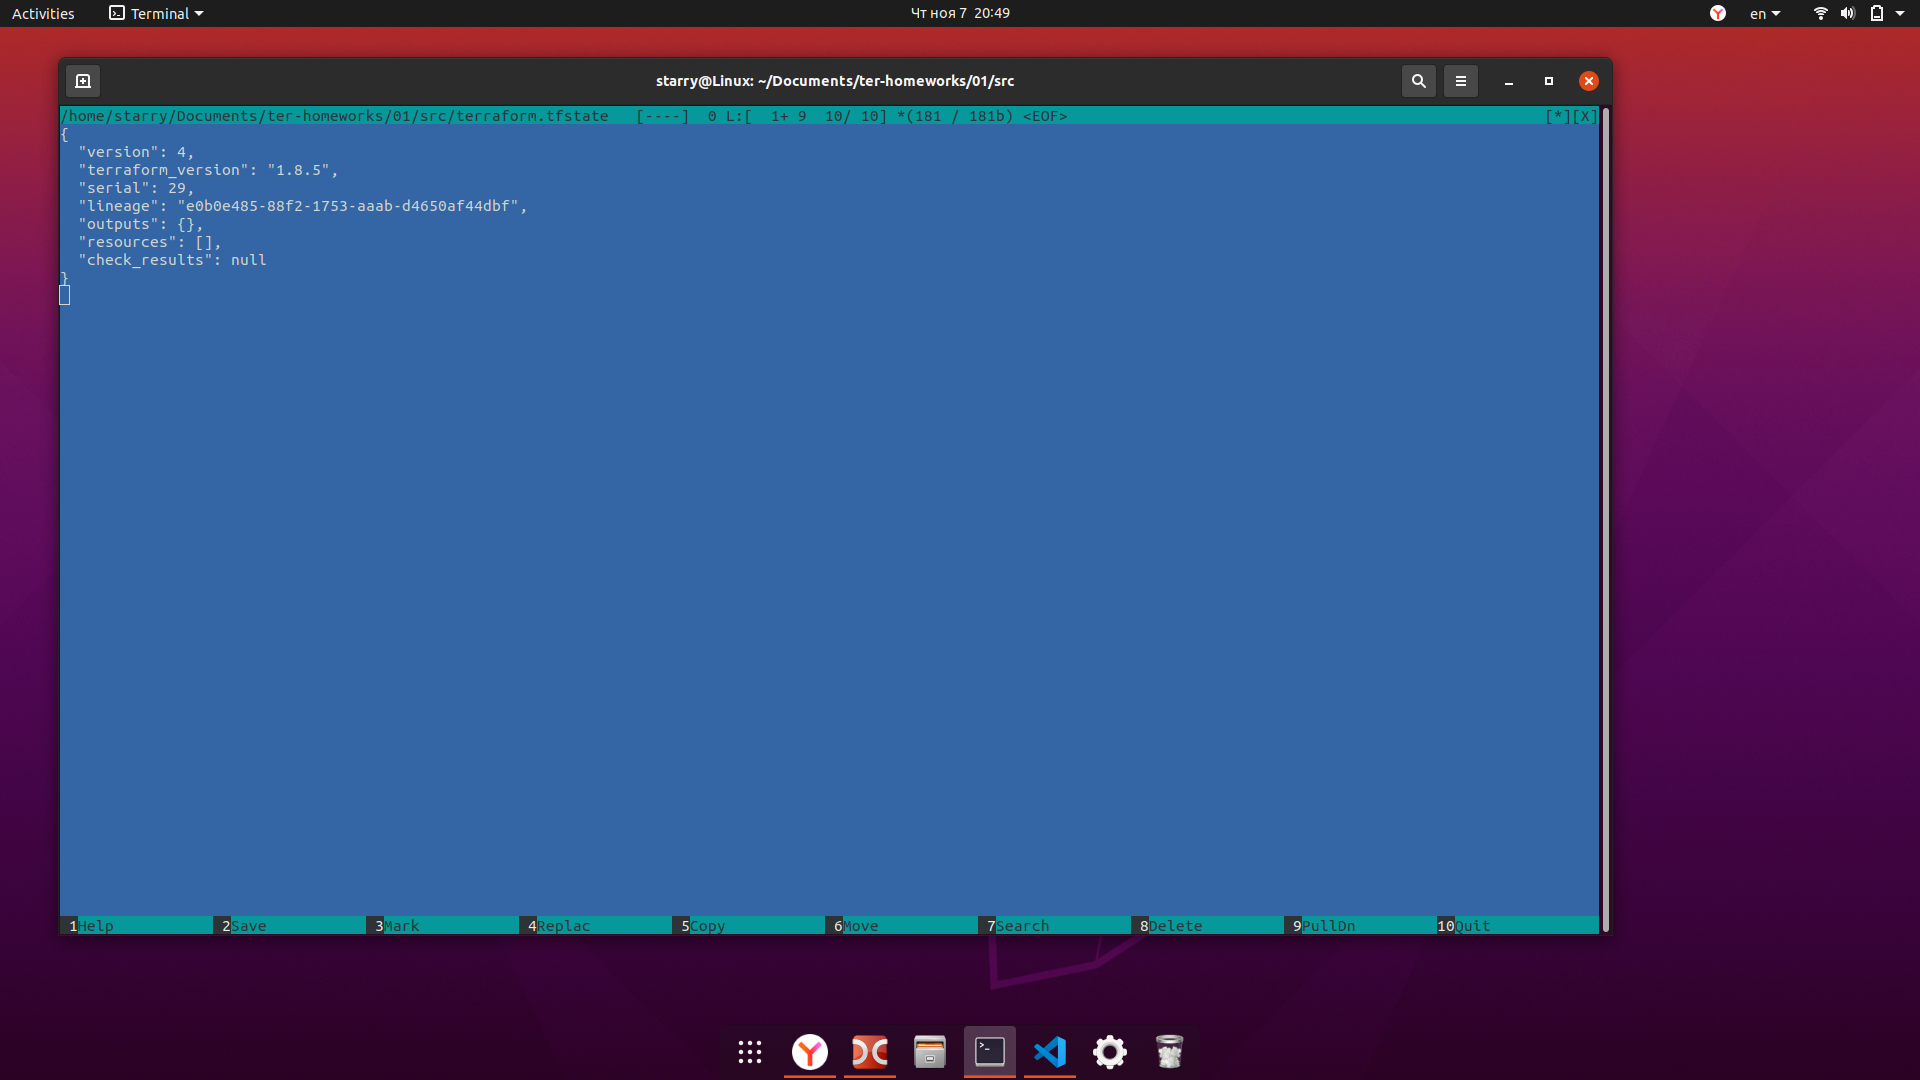 Activities Terminal Чт ноя 7 20:49 en
starry@Linux: ~/Documents/ter-homeworks/01/src
/home/starry/Documents/ter-homeworks/01/src/terraform.tfstate [----] 0 L:[ 1+ 9 10/ 10] *(181 / 181b) <EOF> [*][X]
{
"version": 4,
"terraform_version": "1.8.5",
"serial": 29,
"lineage": "e0b0e485-88f2-1753-aaab-d4650af44dbf",
"outputs": {},
"resources": [],
"check_results": null
}
1Help 2Save 3Mark 4Replac 5Copy 6Move 7Search 8Delete 9PullDn 10Quit